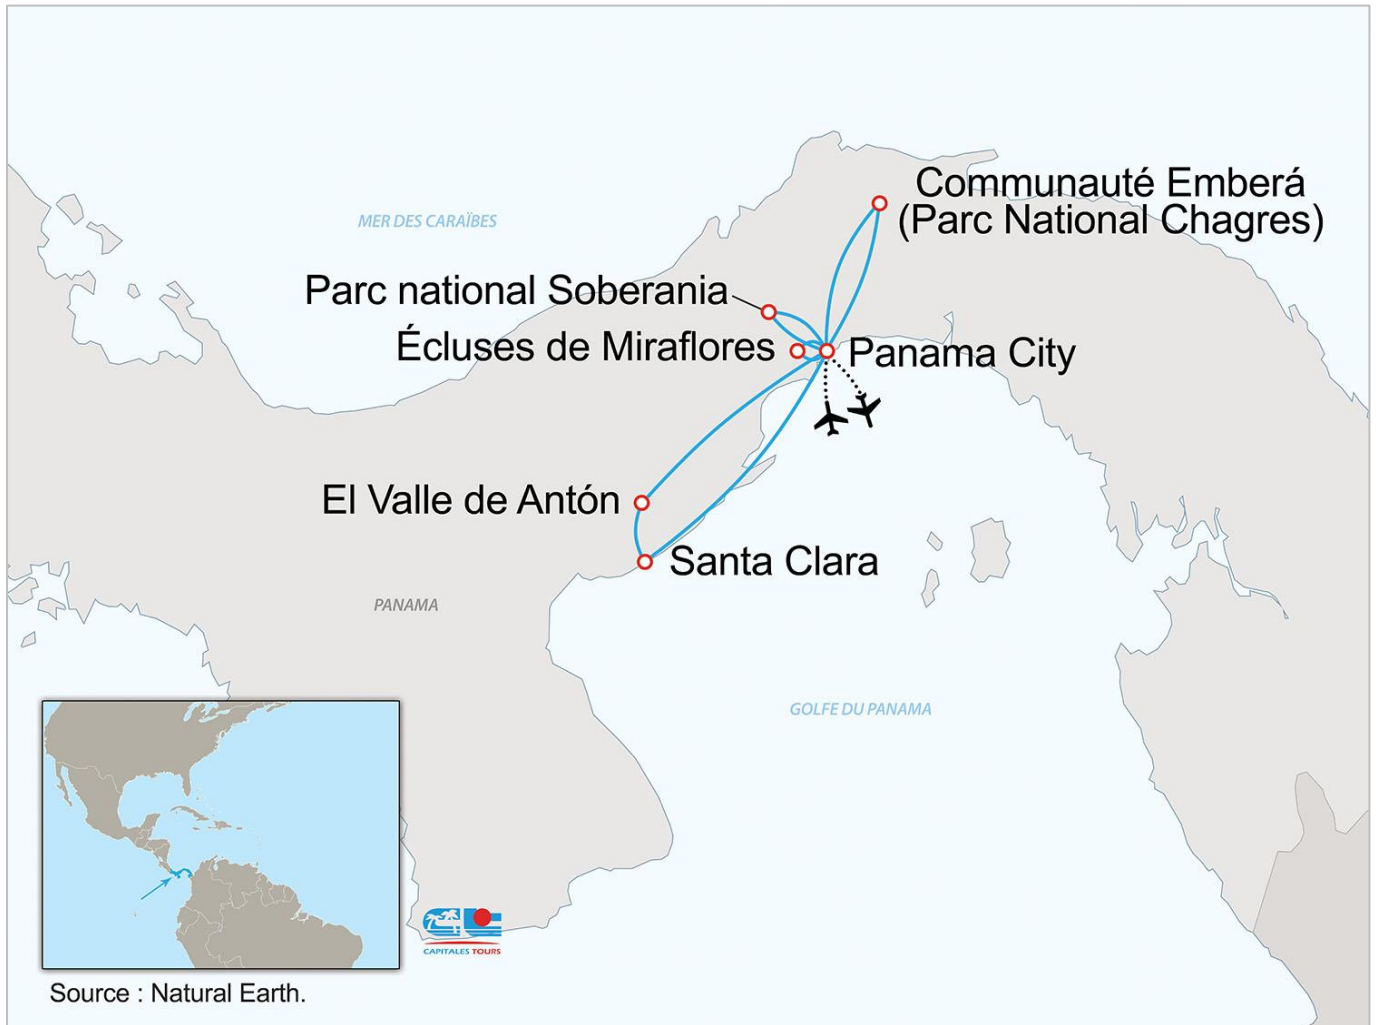 Communauté Emberá
(Parc National Chagres)
MER DES CARAÏBES
Parc national Soberania
Écluses de Miraflores
Panama City
El Valle de Antón
Santa Clara
PANAMA
GOLFE DU PANAMA
CAPITALES TOURS
Source : Natural Earth.